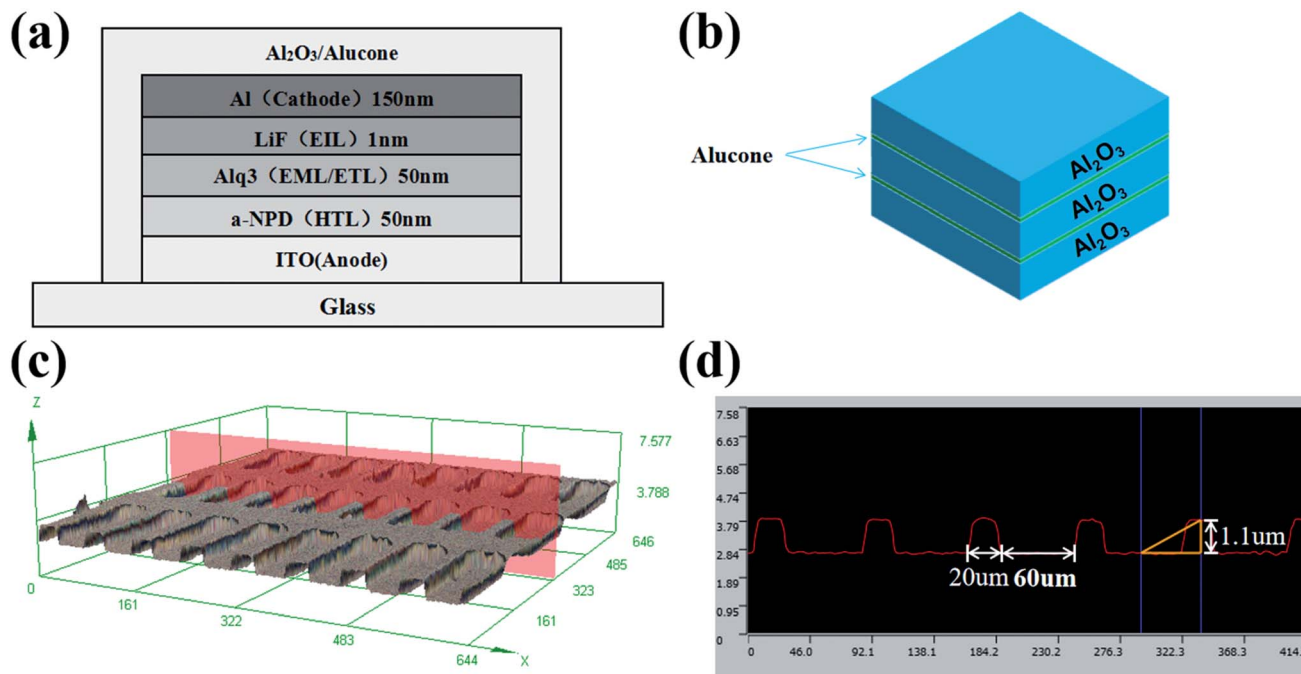 (a)
Al₂O₃/Alucone
Al（Cathode）150nm
LiF（EIL）1nm
Alq3（EML/ETL）50nm
a-NPD（HTL）50nm
ITO(Anode)
Glass
(b)
Alucone
Al₂O₃
Al₂O₃
Al₂O₃
(c)
Z
7.577
3.788
646
485
323
161
0
161
322
483
644
X
(d)
7.58
6.63
5.68
4.74
3.79
2.84
1.89
0.95
0
20um
60um
1.1um
0 46.0 92.1 138.1 184.2 230.2 276.3 322.3 368.3 414.